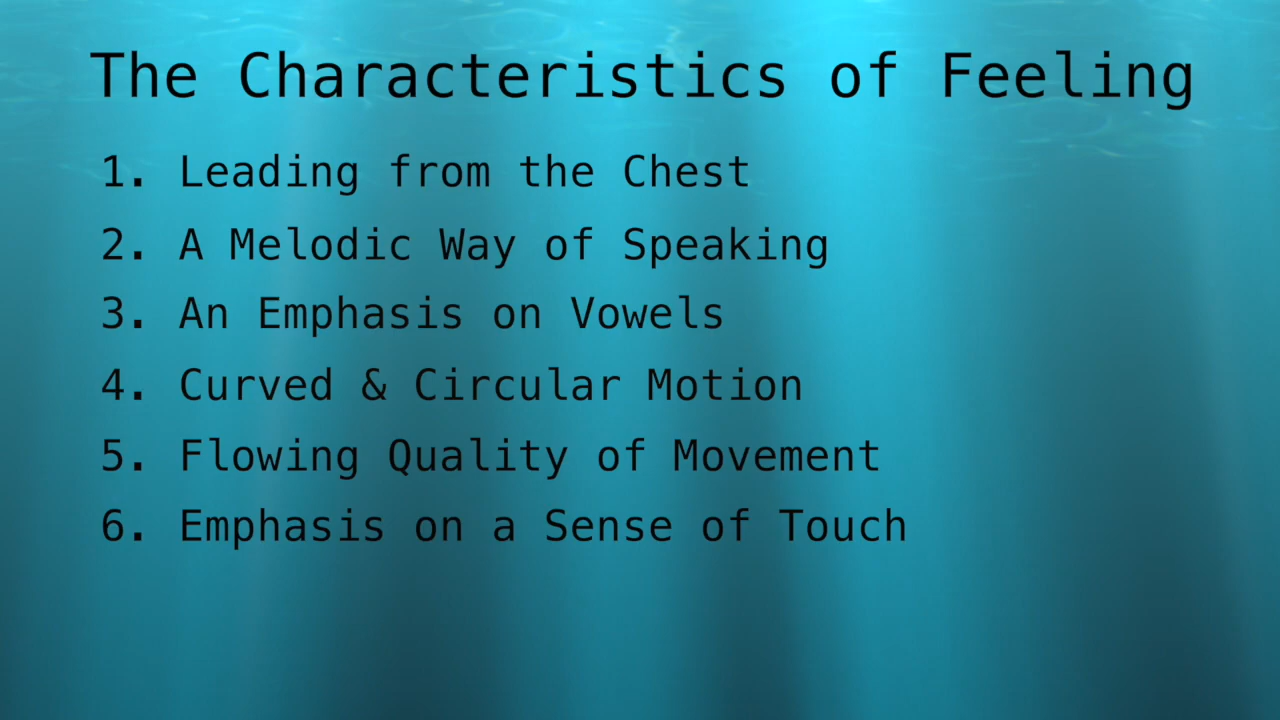 The Characteristics of Feeling
1. Leading from the Chest
2. A Melodic Way of Speaking
3. An Emphasis on Vowels
4. Curved & Circular Motion
5. Flowing Quality of Movement
6. Emphasis on a Sense of Touch